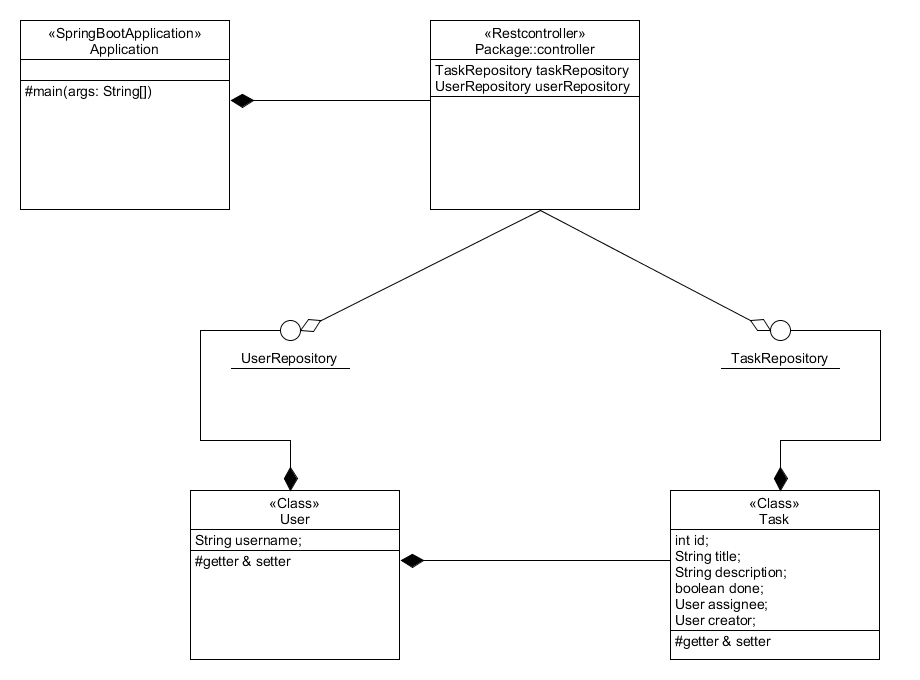 «SpringBootApplication»
Application
#main(args: String[])
«Restcontroller»
Package::controller
TaskRepository taskRepository
UserRepository userRepository
UserRepository
TaskRepository
«Class»
User
String username;
#getter & setter
«Class»
Task
int id;
String title;
String description;
boolean done;
User assignee;
User creator;
#getter & setter